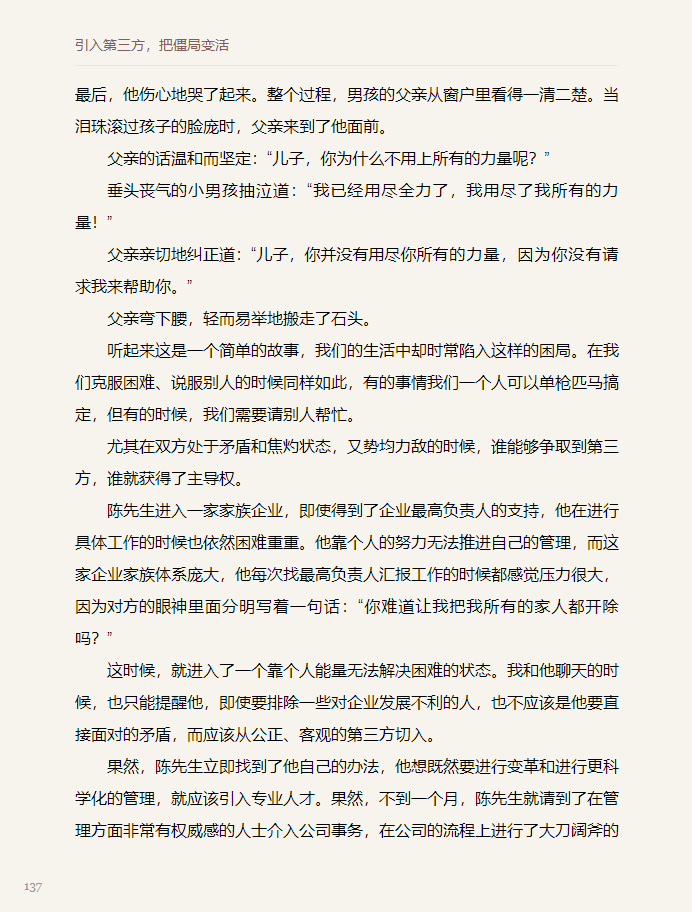 引入第三方，把僵局变活
最后，他伤心地哭了起来。整个过程，男孩的父亲从窗户里看得一清二楚。当
泪珠滚过孩子的脸庞时，父亲来到了他面前。
父亲的话温和而坚定：“儿子，你为什么不用上所有的力量呢？”
垂头丧气的小男孩抽泣道：“我已经用尽全力了，我用尽了我所有的力
量！”
父亲亲切地纠正道：“儿子，你并没有用尽你所有的力量，因为你没有请
求我来帮助你。”
父亲弯下腰，轻而易举地搬走了石头。
听起来这是一个简单的故事，我们的生活中却时常陷入这样的困局。在我
们克服困难、说服别人的时候同样如此，有的事情我们一个人可以单枪匹马搞
定，但有的时候，我们需要请别人帮忙。
尤其在双方处于矛盾和焦灼状态，又势均力敌的时候，谁能够争取到第三
方，谁就获得了主导权。
陈先生进入一家家族企业，即使得到了企业最高负责人的支持，他在进行
具体工作的时候也依然困难重重。他靠个人的努力无法推进自己的管理，而这
家企业家族体系庞大，他每次找最高负责人汇报工作的时候都感觉压力很大，
因为对方的眼神里面分明写着一句话：“你难道让我把我所有的家人都开除
吗？”
这时候，就进入了一个靠个人能量无法解决困难的状态。我和他聊天的时
候，也只能提醒他，即使要排除一些对企业发展不利的人，也不应该是他要直
接面对的矛盾，而应该从公正、客观的第三方切入。
果然，陈先生立即找到了他自己的办法，他想既然要进行变革和进行更科
学化的管理，就应该引入专业人才。果然，不到一个月，陈先生就请到了在管
理方面非常有权威感的人士介入公司事务，在公司的流程上进行了大刀阔斧的
137